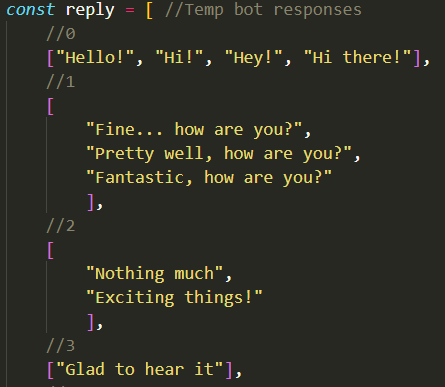 const reply = [ //Temp bot responses
//0
["Hello!", "Hi!", "Hey!", "Hi there!"],
//1
[
"Fine... how are you?",
"Pretty well, how are you?",
"Fantastic, how are you?"
],
//2
[
"Nothing much",
"Exciting things!"
],
//3
["Glad to hear it"],